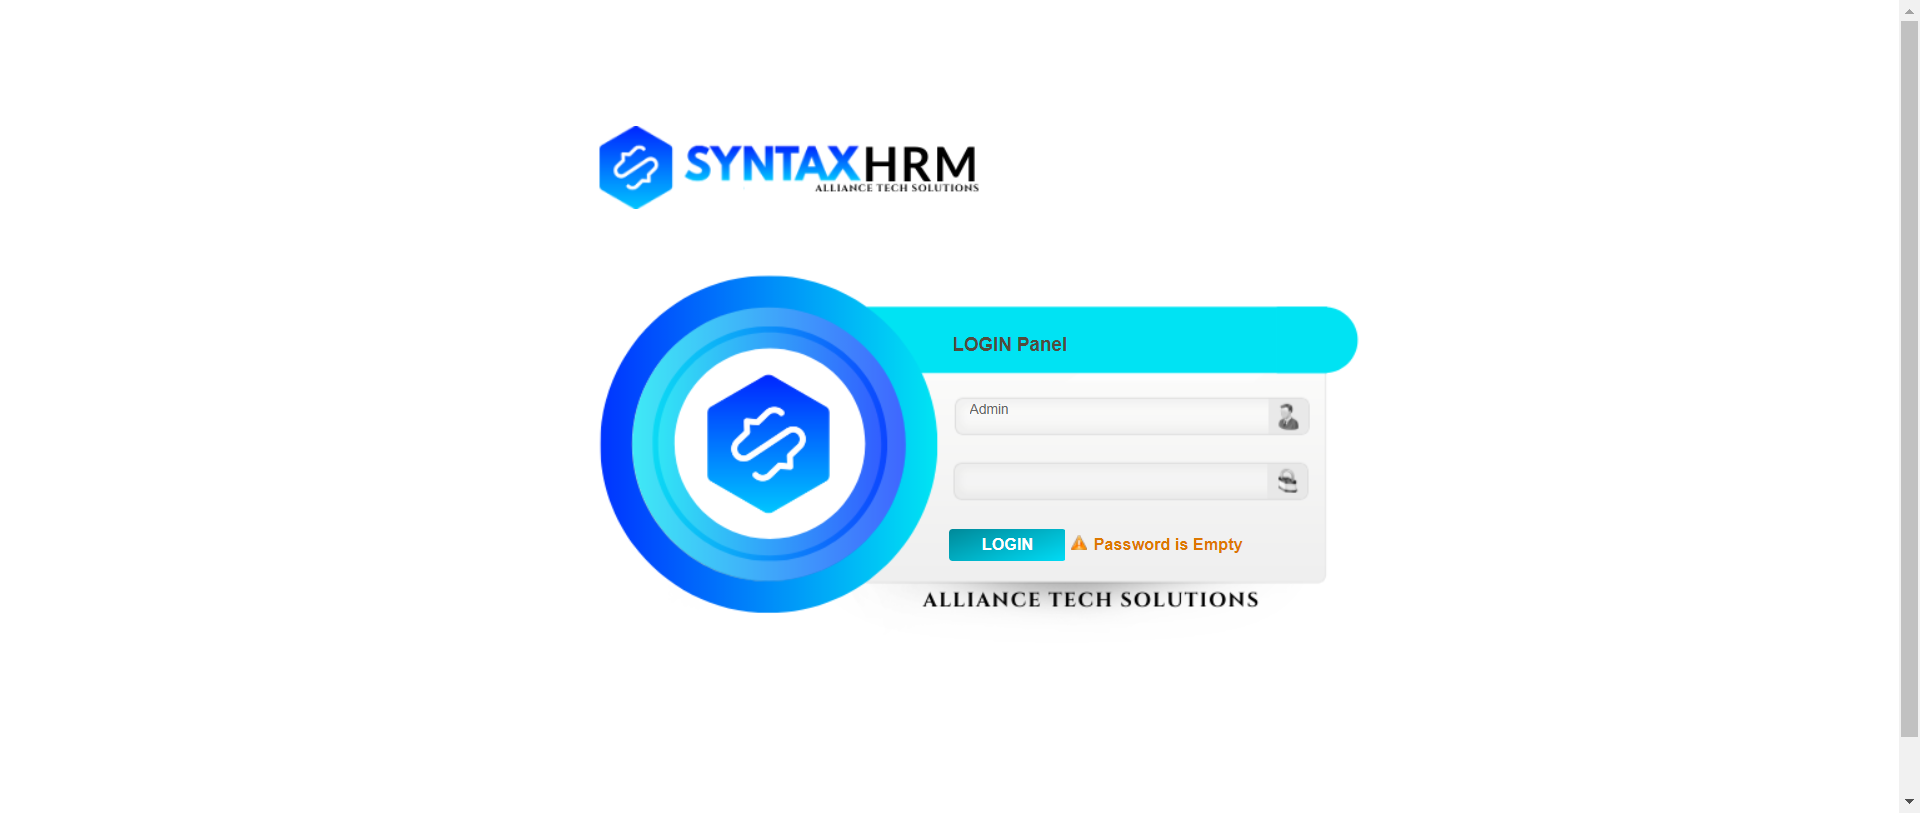 SYNTAXHRM
ALLIANCE TECH SOLUTIONS
LOGIN Panel
Admin
LOGIN
Password is Empty
ALLIANCE TECH SOLUTIONS